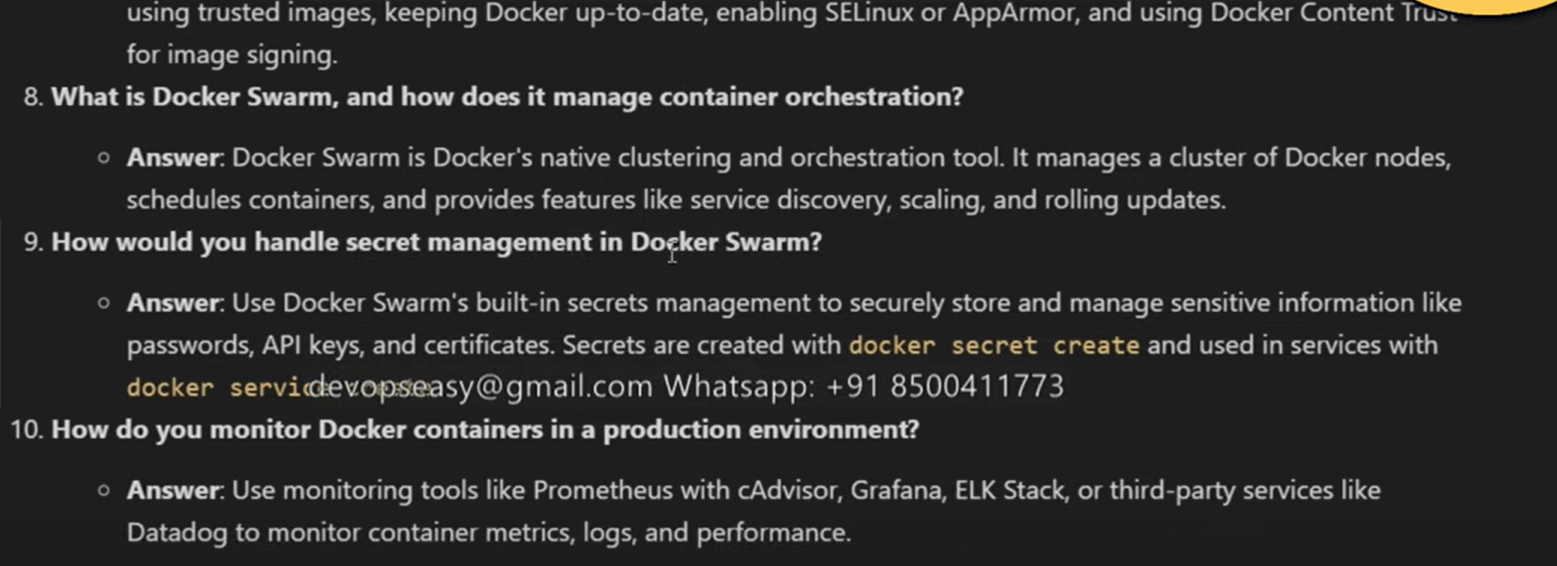 using trusted images, keeping Docker up-to-date, enabling SELinux or AppArmor, and using Docker Content Trust
for image signing.
8. What is Docker Swarm, and how does it manage container orchestration?
○ Answer: Docker Swarm is Docker's native clustering and orchestration tool. It manages a cluster of Docker nodes,
schedules containers, and provides features like service discovery, scaling, and rolling updates.
9. How would you handle secret management in Docker Swarm?
○ Answer: Use Docker Swarm's built-in secrets management to securely store and manage sensitive information like
passwords, API keys, and certificates. Secrets are created with docker secret create and used in services with
docker devopseasy@gmail.com Whatsapp: +91 8500411773
10. How do you monitor Docker containers in a production environment?
○ Answer: Use monitoring tools like Prometheus with cAdvisor, Grafana, ELK Stack, or third-party services like
Datadog to monitor container metrics, logs, and performance.